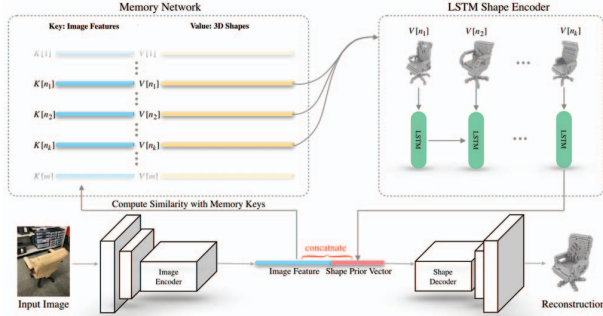 Memory Network
LSTM Shape Encoder
Key: Image Features
Value: 3D Shapes
K[1]
V[1]
K[n1]
V[n1]
K[n2]
V[n2]
K[nk]
V[nk]
K[m]
V[m]
V[n1]
V[n2]
V[nk]
LSTM
LSTM
LSTM
Compute Similarity with Memory Keys
concatnate
Image Feature
Shape Prior Vector
Image
Encoder
Shape
Decoder
Input Image
Reconstruction